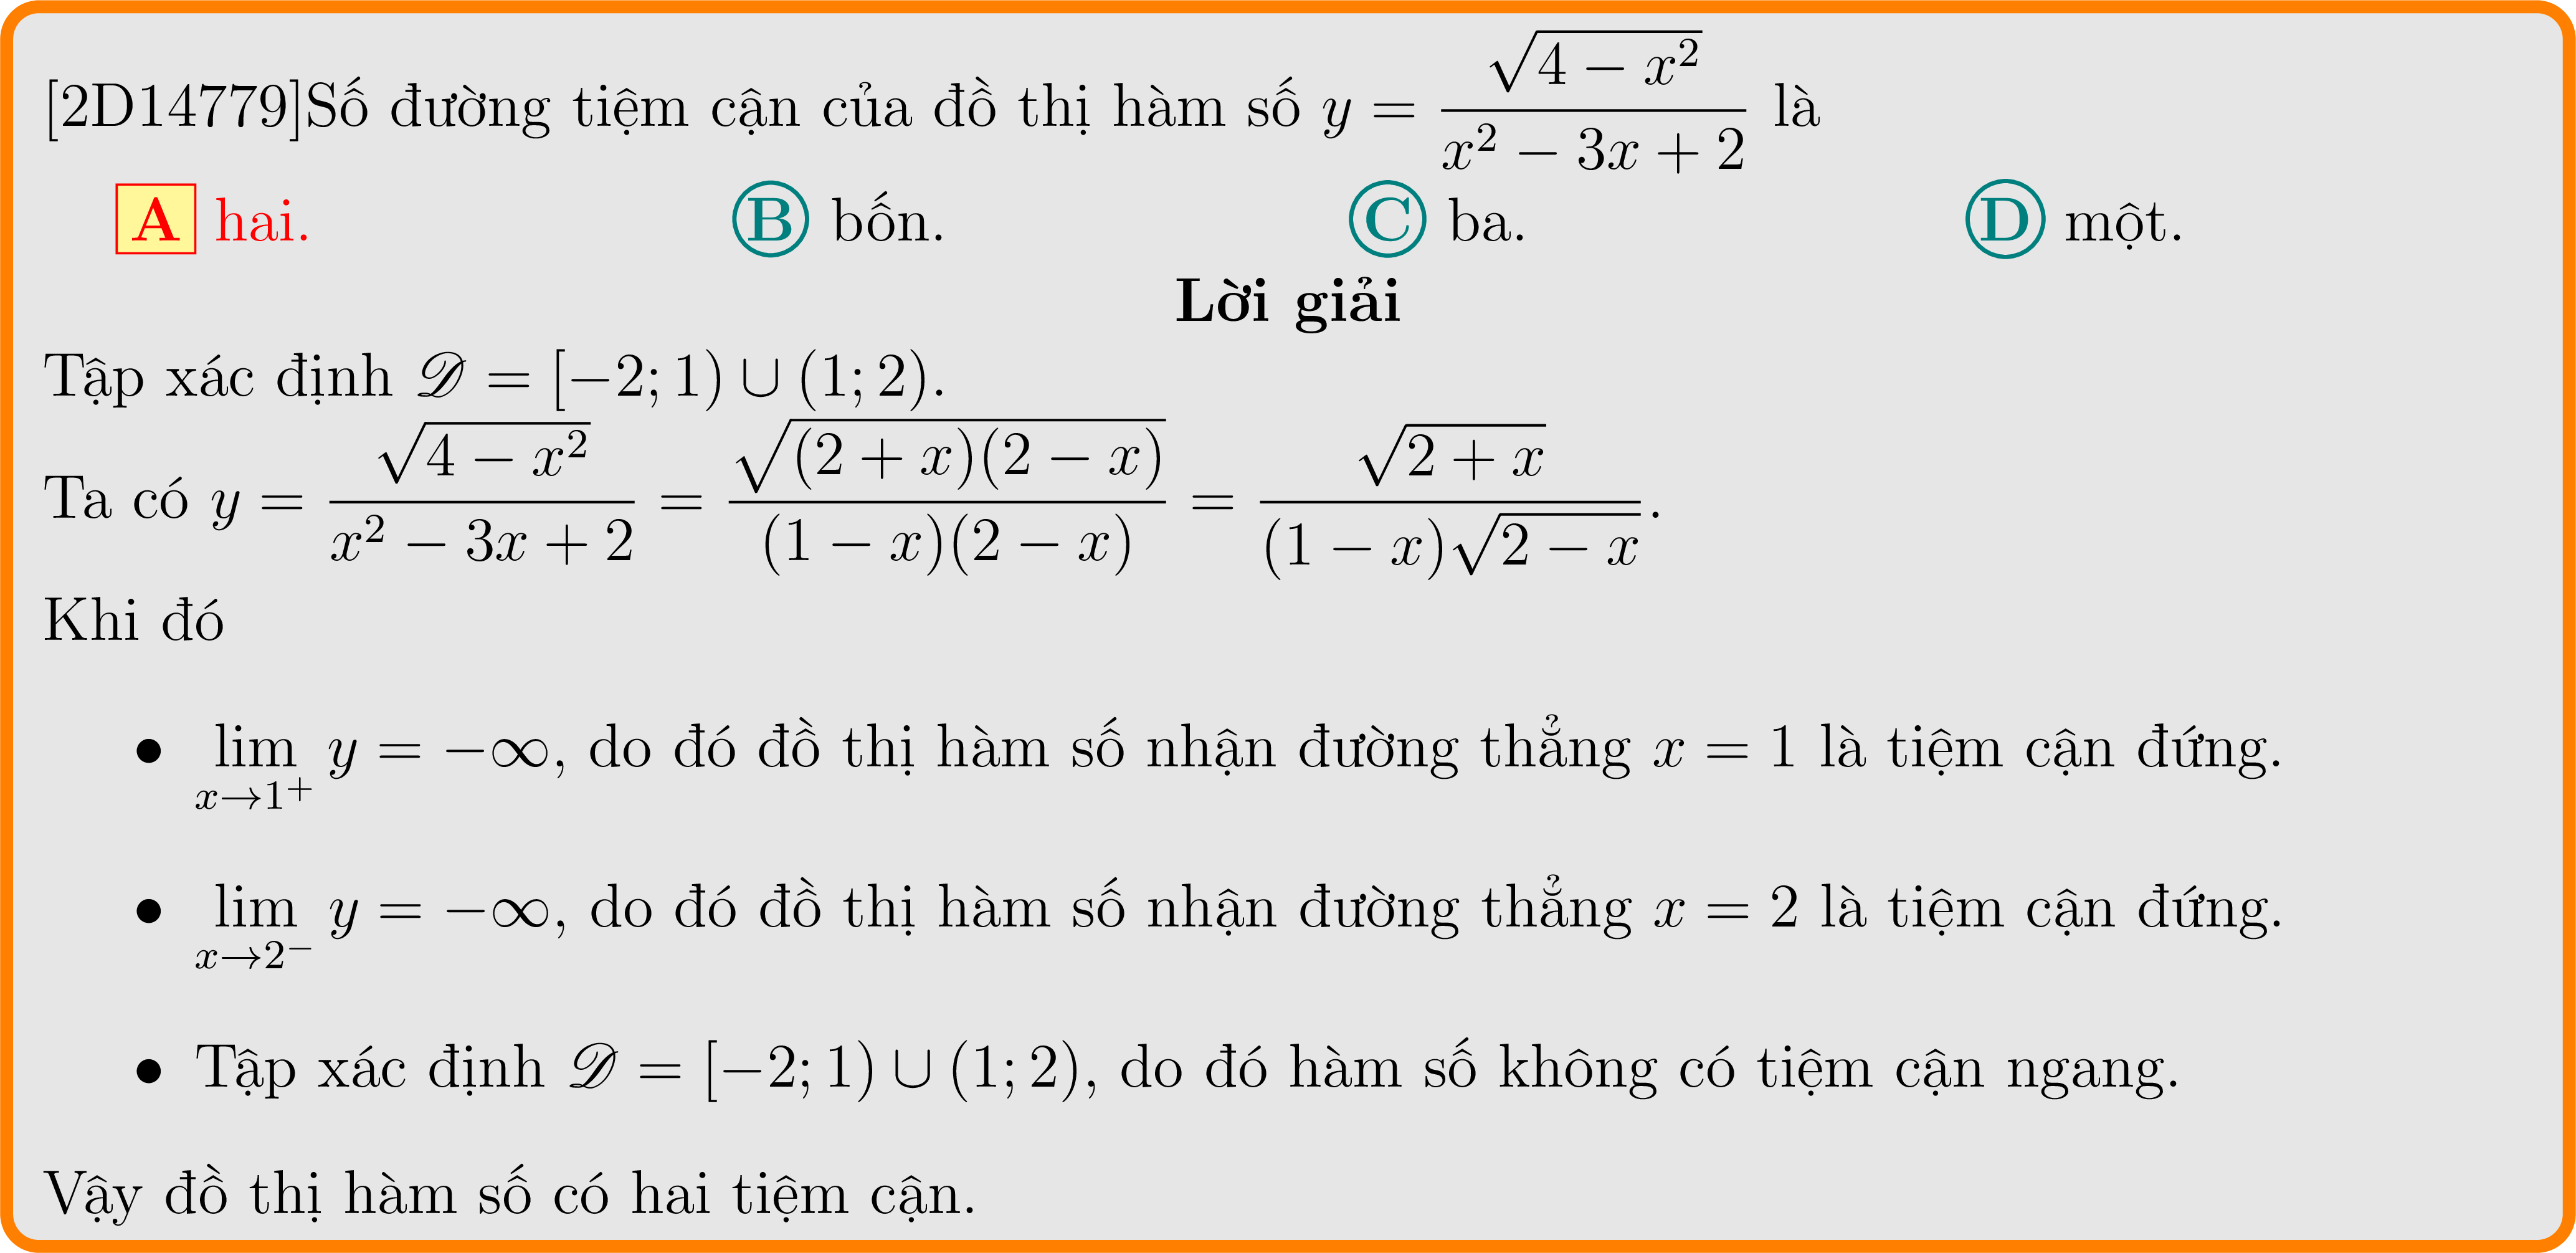 [2D14779]Số đường tiệm cận của đồ thị hàm số $y = \dfrac{\sqrt{4 - x^2}}{x^2 - 3x + 2}$ là
A hai. B bốn. C ba. D một.
Lời giải
Tập xác định $\mathscr{D} = [-2; 1) \cup (1; 2)$.
Ta có $y = \dfrac{\sqrt{4 - x^2}}{x^2 - 3x + 2} = \dfrac{\sqrt{(2 + x)(2 - x)}}{(1 - x)(2 - x)} = \dfrac{\sqrt{2 + x}}{(1 - x)\sqrt{2 - x}}$.
Khi đó
• $\lim\limits_{x \to 1^+} y = -\infty$, do đó đồ thị hàm số nhận đường thẳng $x = 1$ là tiệm cận đứng.
• $\lim\limits_{x \to 2^-} y = -\infty$, do đó đồ thị hàm số nhận đường thẳng $x = 2$ là tiệm cận đứng.
• Tập xác định $\mathscr{D} = [-2; 1) \cup (1; 2)$, do đó hàm số không có tiệm cận ngang.
Vậy đồ thị hàm số có hai tiệm cận.